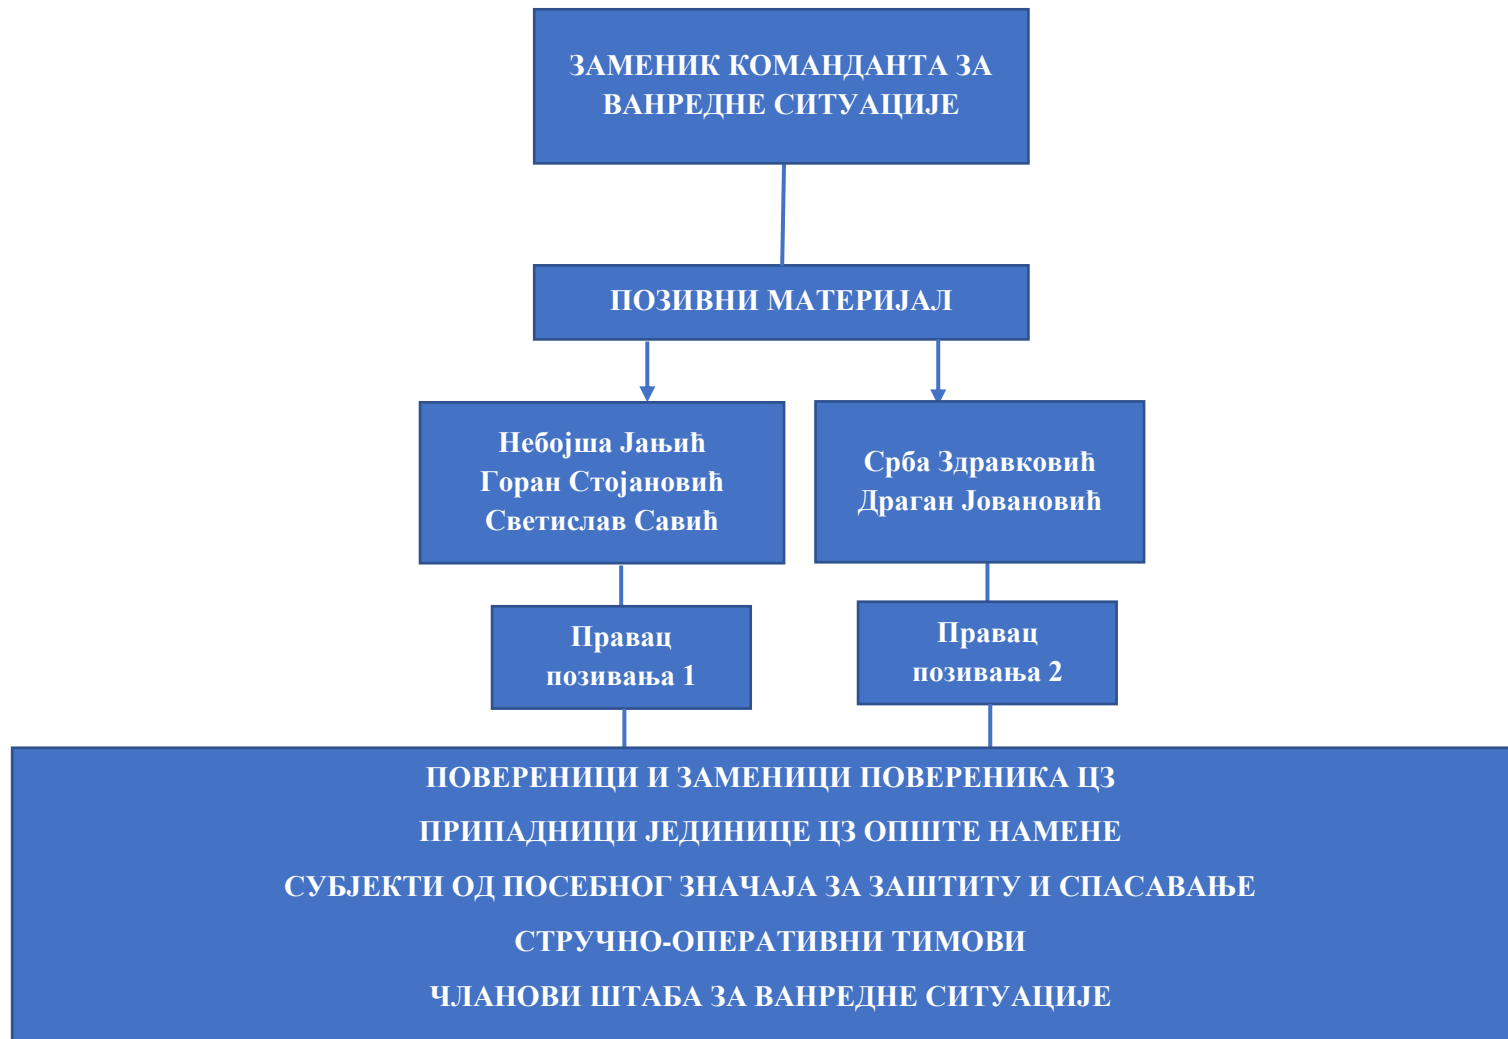 ЗАМЕНИК КОМАНДАНТА ЗА
ВАНРЕДНЕ СИТУАЦИЈЕ
ПОЗИВНИ МАТЕРИЈАЛ
Небојша Јањић
Горан Стојановић
Светислав Савић
Срба Здравковић
Драган Јовановић
Правац
позивања 1
Правац
позивања 2
ПОВЕРЕНИЦИ И ЗАМЕНИЦИ ПОВЕРЕНИКА ЦЗ
ПРИПАДНИЦИ ЈЕДИНИЦЕ ЦЗ ОПШТЕ НАМЕНЕ
СУБЈЕКТИ ОД ПОСЕБНОГ ЗНАЧАЈА ЗА ЗАШТИТУ И СПАСАВАЊЕ
СТРУЧНО-ОПЕРАТИВНИ ТИМОВИ
ЧЛАНОВИ ШТАБА ЗА ВАНРЕДНЕ СИТУАЦИЈЕ